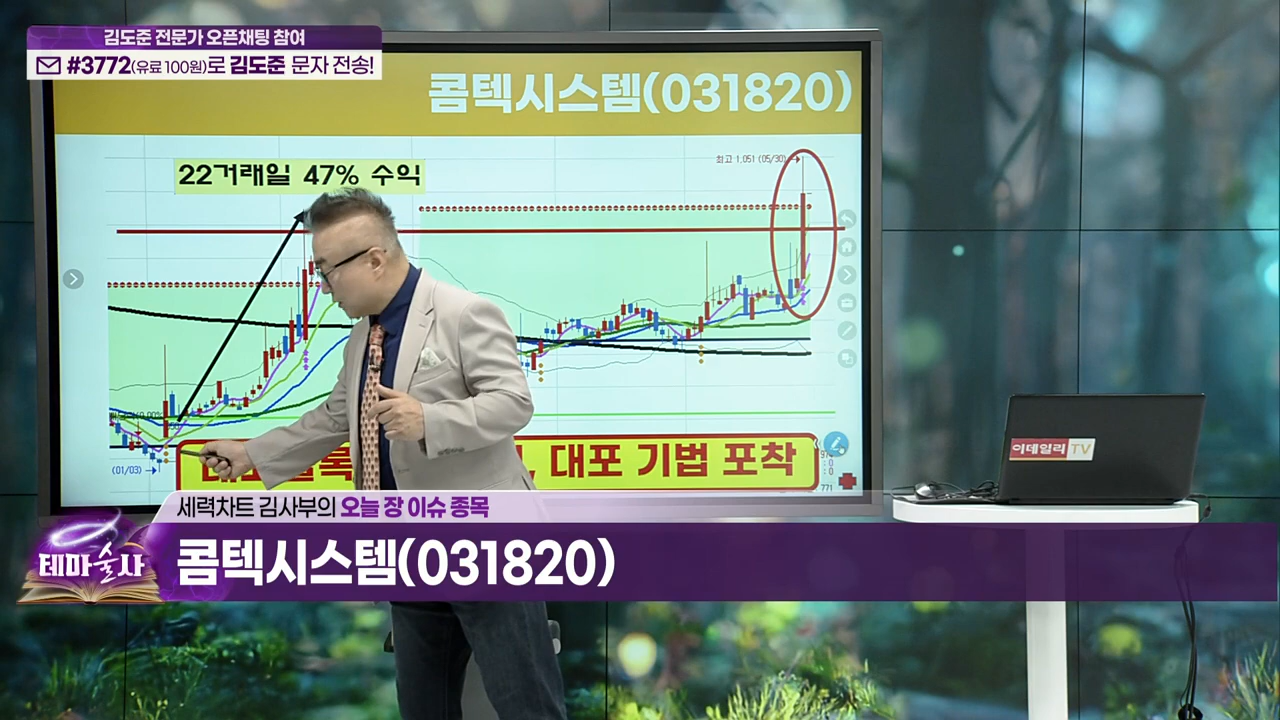 김도준 전문가 오픈채팅 참여
#3772(유료 100원)로 김도준 문자 전송!
콤텍시스템(031820)
22거래일 47% 수익
최고 1,051 (05/30)
(01/03)
대포 기법 포착
771
이데일리 TV
세력차트 김사부의 오늘 장 이슈 종목
테마술사
콤텍시스템(031820)